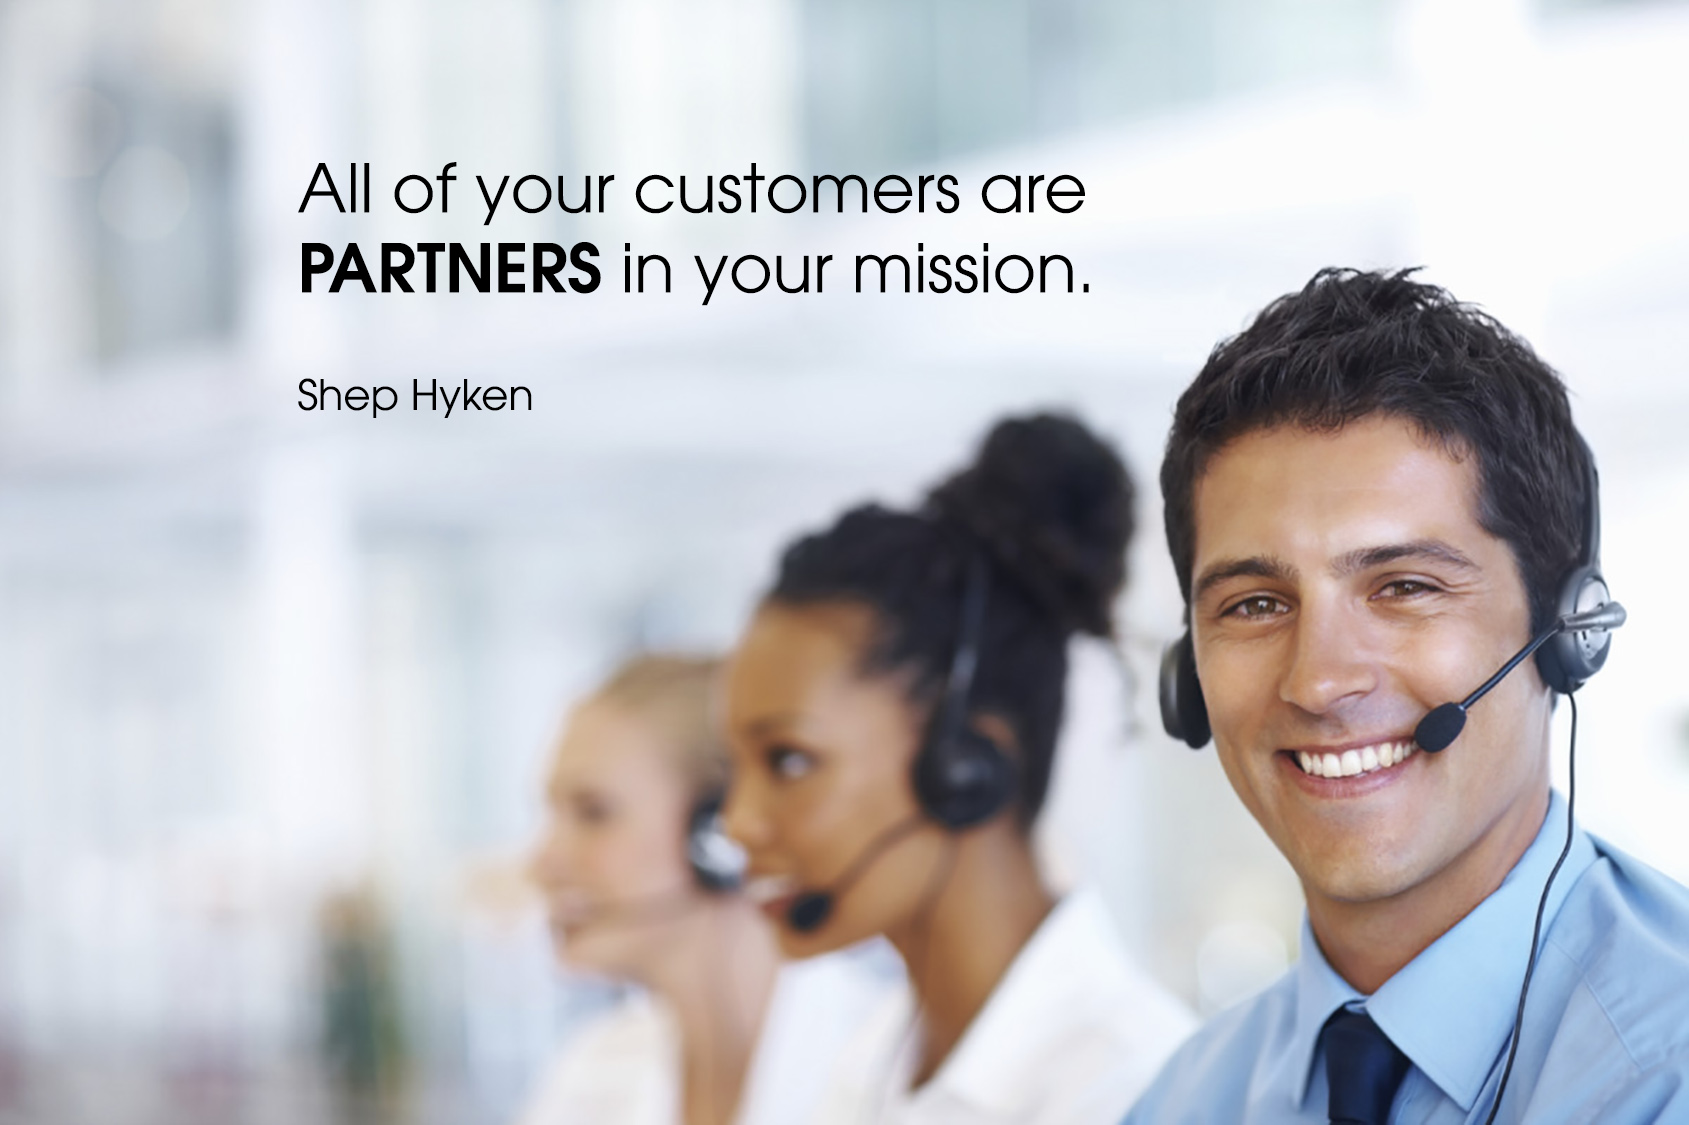 All of your customers are
PARTNERS in your mission.
Shep Hyken